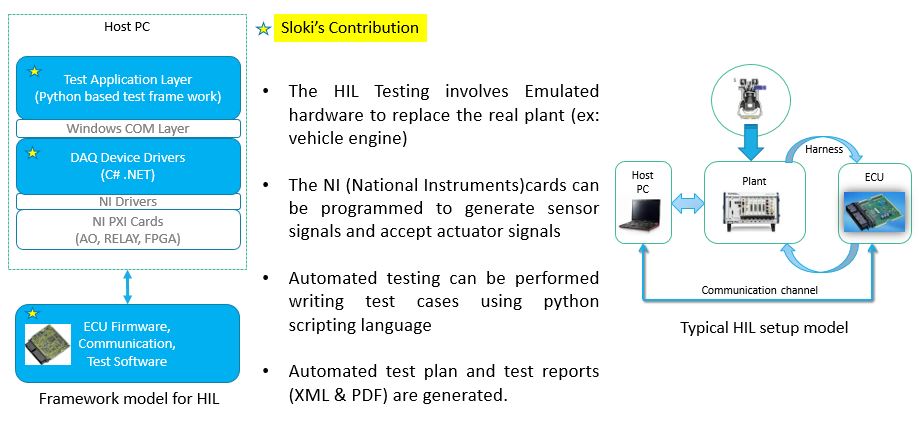 Host PC
Test Application Layer
(Python based test frame work)
Windows COM Layer
DAQ Device Drivers
(C# .NET)
NI Drivers
NI PXI Cards
(AO, RELAY, FPGA)
ECU Firmware,
Communication,
Test Software
Framework model for HIL
Sloki's Contribution
• The HIL Testing involves Emulated
hardware to replace the real plant (ex:
vehicle engine)
• The NI (National Instruments)cards can
be programmed to generate sensor
signals and accept actuator signals
• Automated testing can be performed
writing test cases using python
scripting language
• Automated test plan and test reports
(XML & PDF) are generated.
Harness
Host
PC
Plant
ECU
Communication channel
Typical HIL setup model